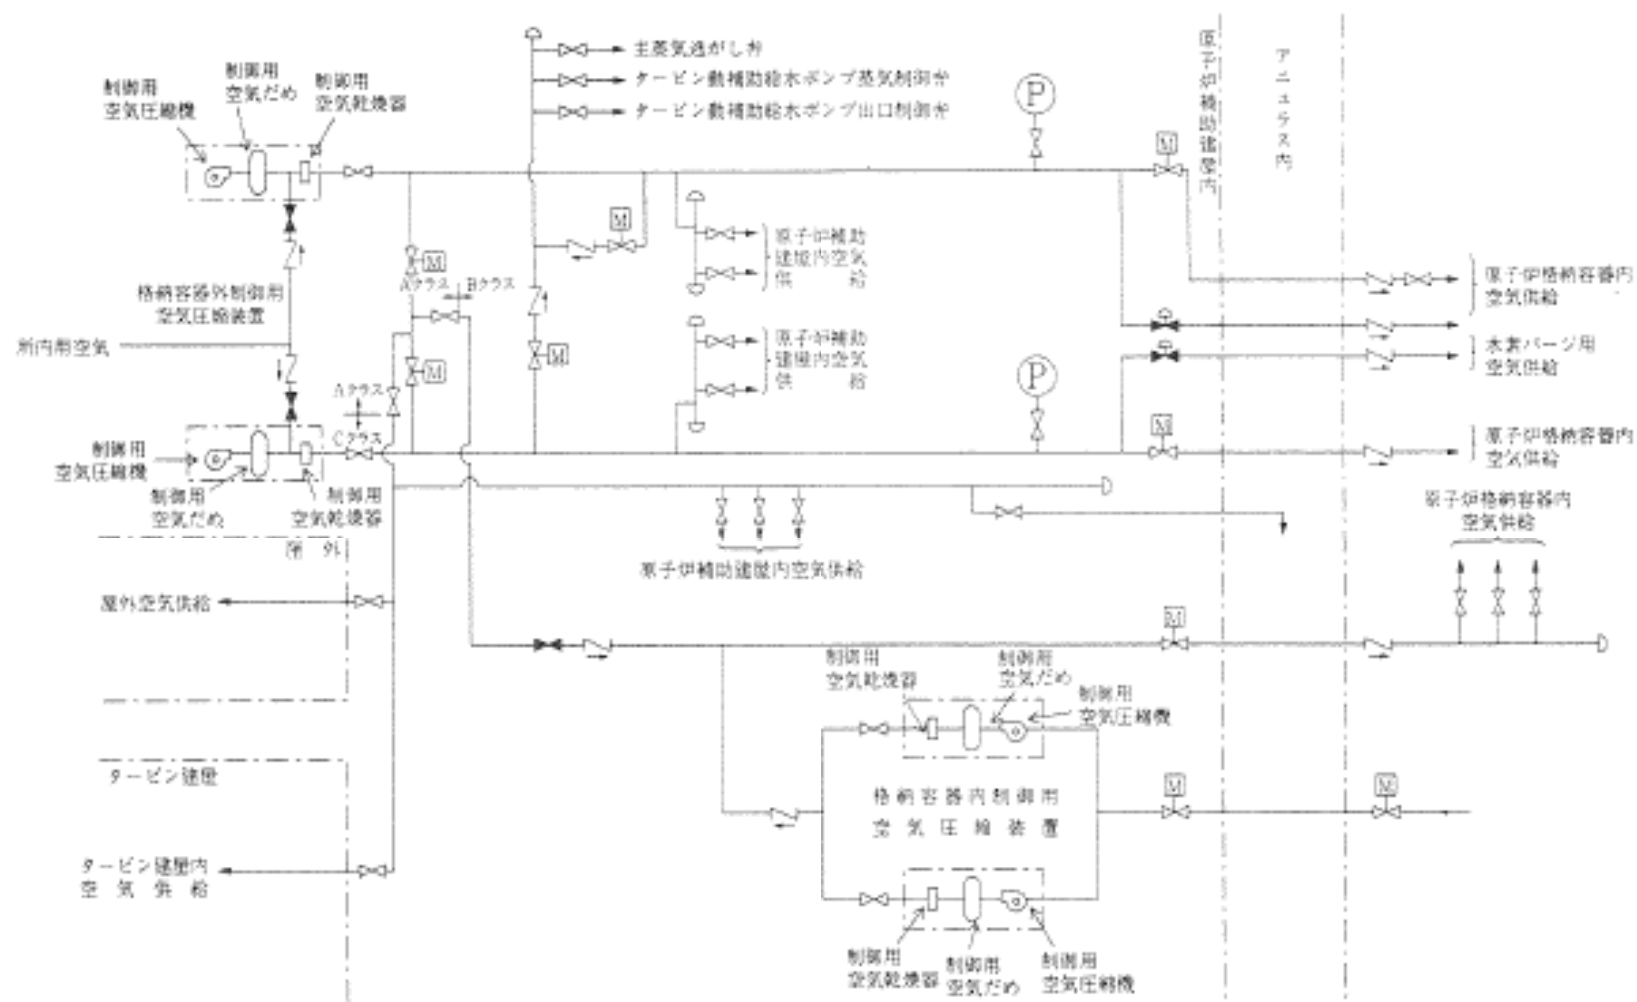 主蒸気逃がし弁
タービン動補助給水ポンプ蒸気制御弁
タービン動補助給水ポンプ出口制御弁
制御用
空気圧縮機
制御用
空気だめ
制御用
空気乾燥器
P
原子炉補助建屋内
アニュラス内
M
M
M
Aクラス
Bクラス
原子炉補助
建屋内空気
供給
原子炉格納容器内
空気供給
格納容器外制御用
空気圧縮装置
所内用空気
M
M
原子炉補助
建屋内空気
供給
水素パージ用
空気供給
P
Aクラス
Cクラス
M
制御用
空気圧縮機
制御用
空気だめ
制御用
空気乾燥器
原子炉格納容器内
空気供給
原子炉格納容器内
空気供給
屋外
原子炉補助建屋内空気供給
屋外空気供給
M
制御用
空気乾燥器
制御用
空気だめ
制御用
空気圧縮機
タービン建屋
格納容器内制御用
空気圧縮装置
M
M
タービン建屋内
空気供給
制御用
空気乾燥器
制御用
空気だめ
制御用
空気圧縮機